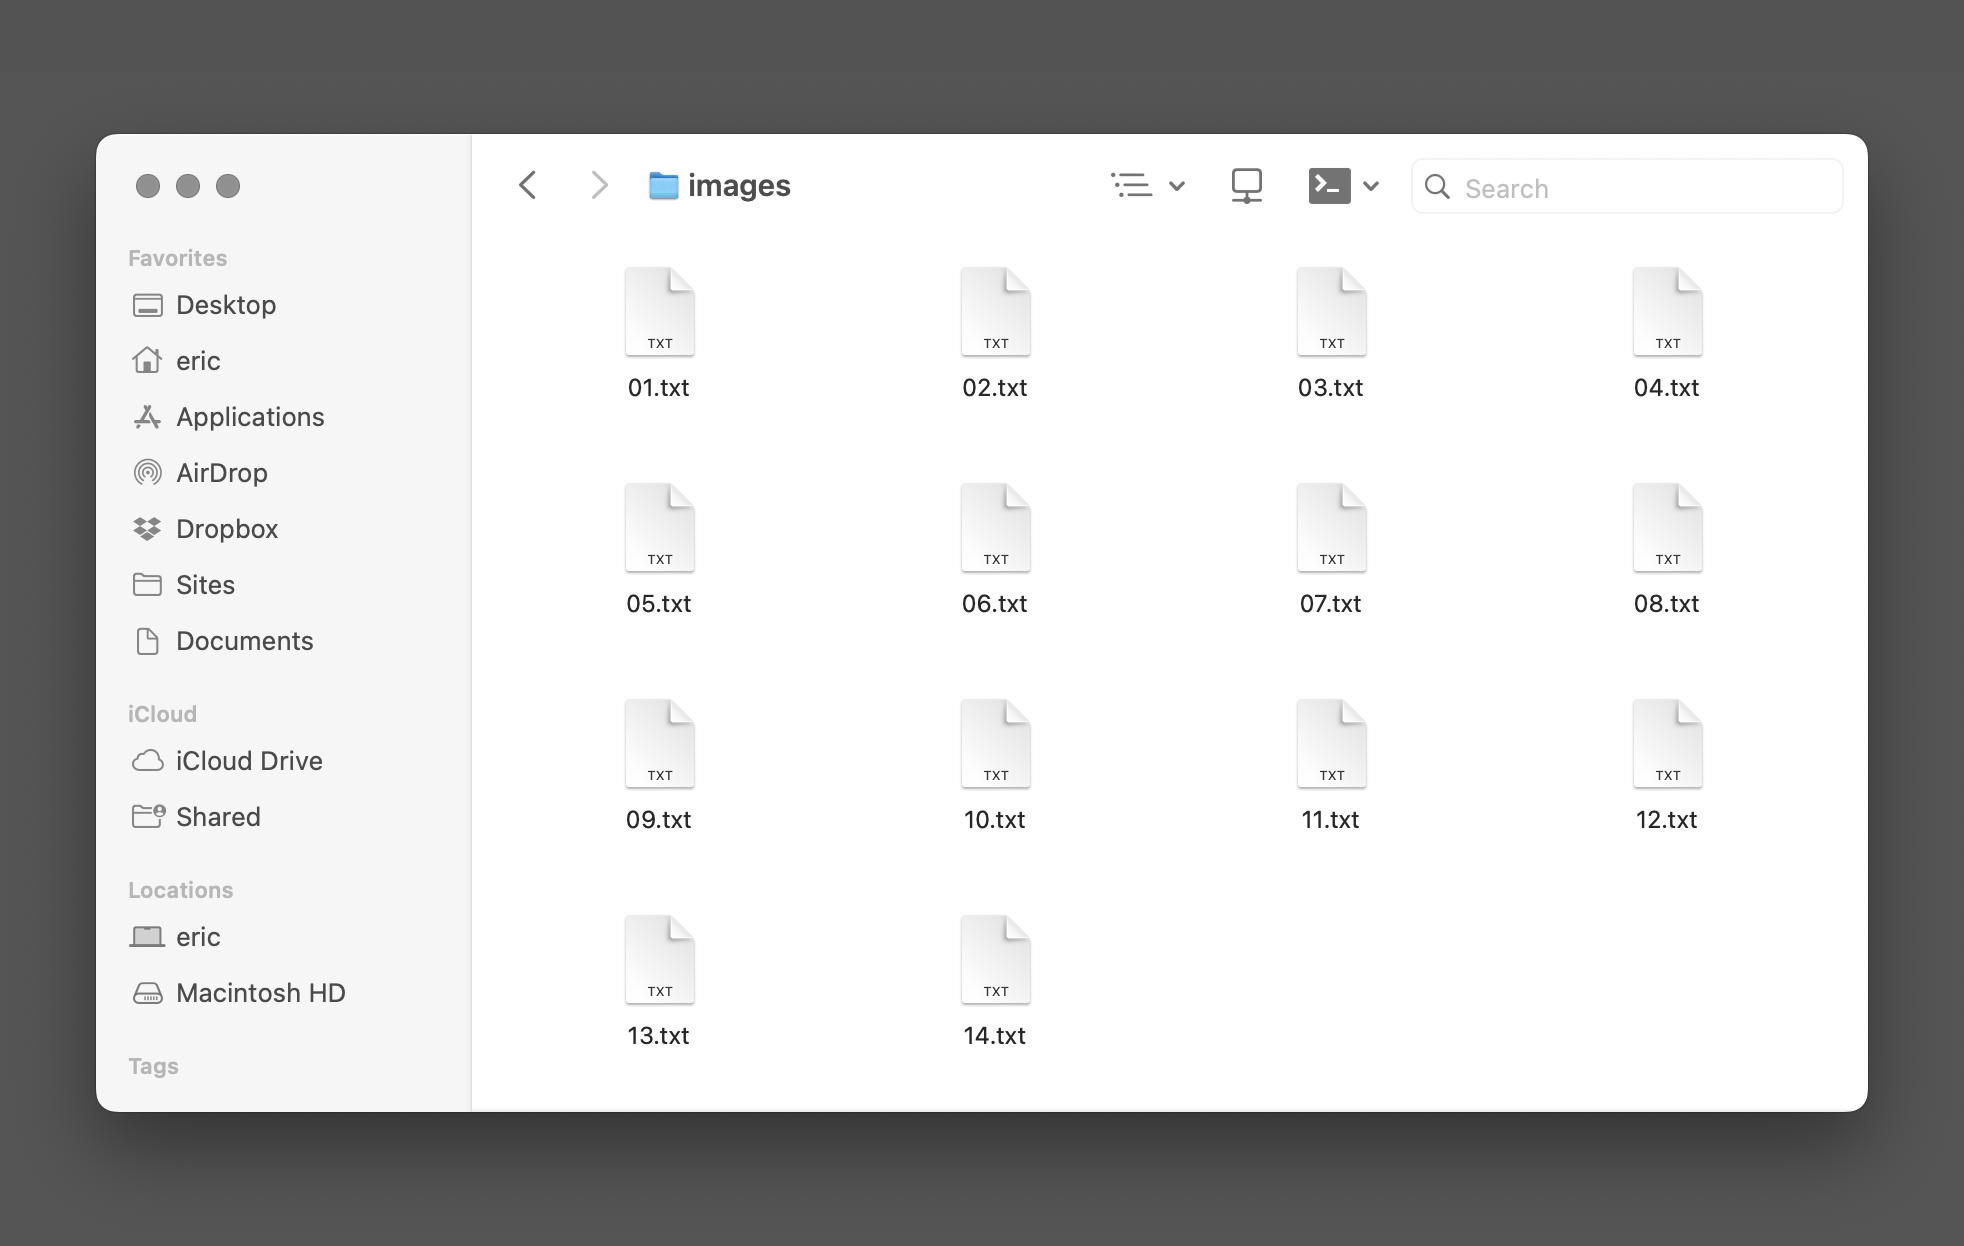 images
Search
Favorites
Desktop
eric
Applications
AirDrop
Dropbox
Sites
Documents
iCloud
iCloud Drive
Shared
Locations
eric
Macintosh HD
Tags
TXT TXT TXT TXT
01.txt 02.txt 03.txt 04.txt
TXT TXT TXT TXT
05.txt 06.txt 07.txt 08.txt
TXT TXT TXT TXT
09.txt 10.txt 11.txt 12.txt
TXT TXT
13.txt 14.txt